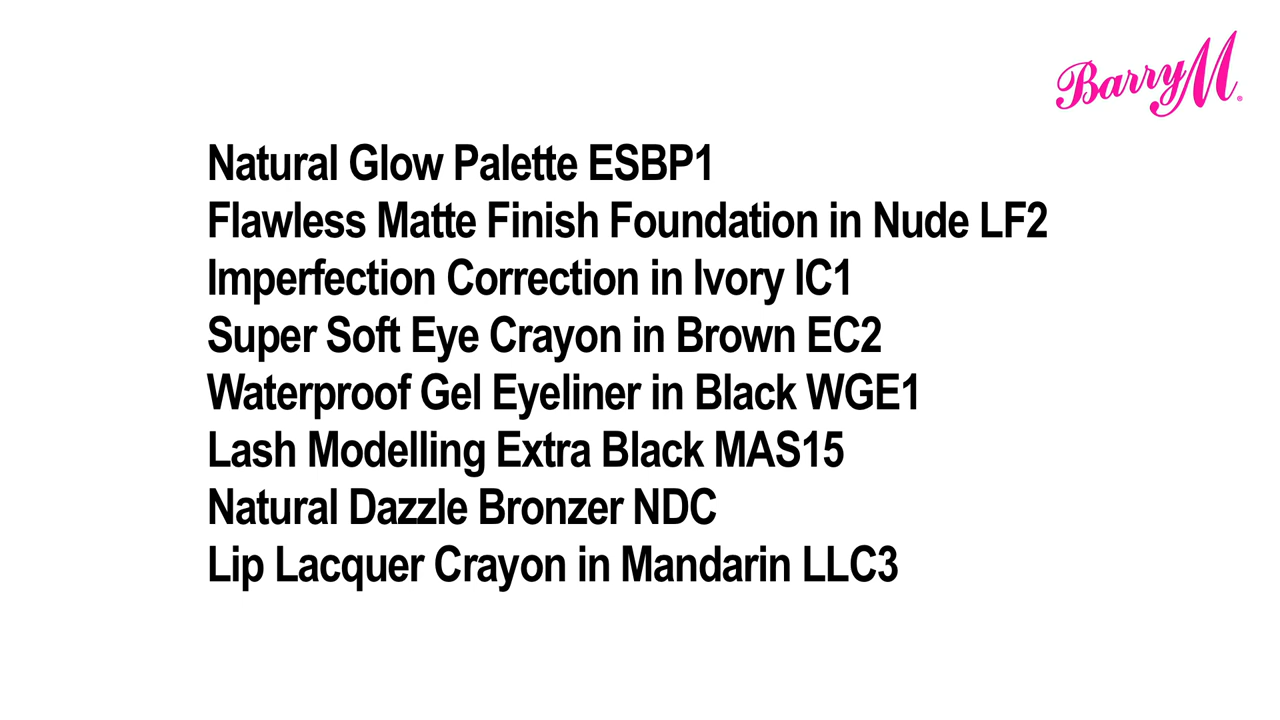 Barry M
Natural Glow Palette ESBP1
Flawless Matte Finish Foundation in Nude LF2
Imperfection Correction in Ivory IC1
Super Soft Eye Crayon in Brown EC2
Waterproof Gel Eyeliner in Black WGE1
Lash Modelling Extra Black MAS15
Natural Dazzle Bronzer NDC
Lip Lacquer Crayon in Mandarin LLC3